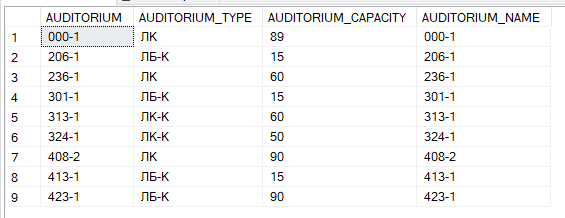 AUDITORIUM AUDITORIUM_TYPE AUDITORIUM_CAPACITY AUDITORIUM_NAME
1 000-1 ЛК 89 000-1
2 206-1 ЛБ-К 15 206-1
3 236-1 ЛК 60 236-1
4 301-1 ЛБ-К 15 301-1
5 313-1 ЛК-К 60 313-1
6 324-1 ЛК-К 50 324-1
7 408-2 ЛК 90 408-2
8 413-1 ЛБ-К 15 413-1
9 423-1 ЛБ-К 90 423-1